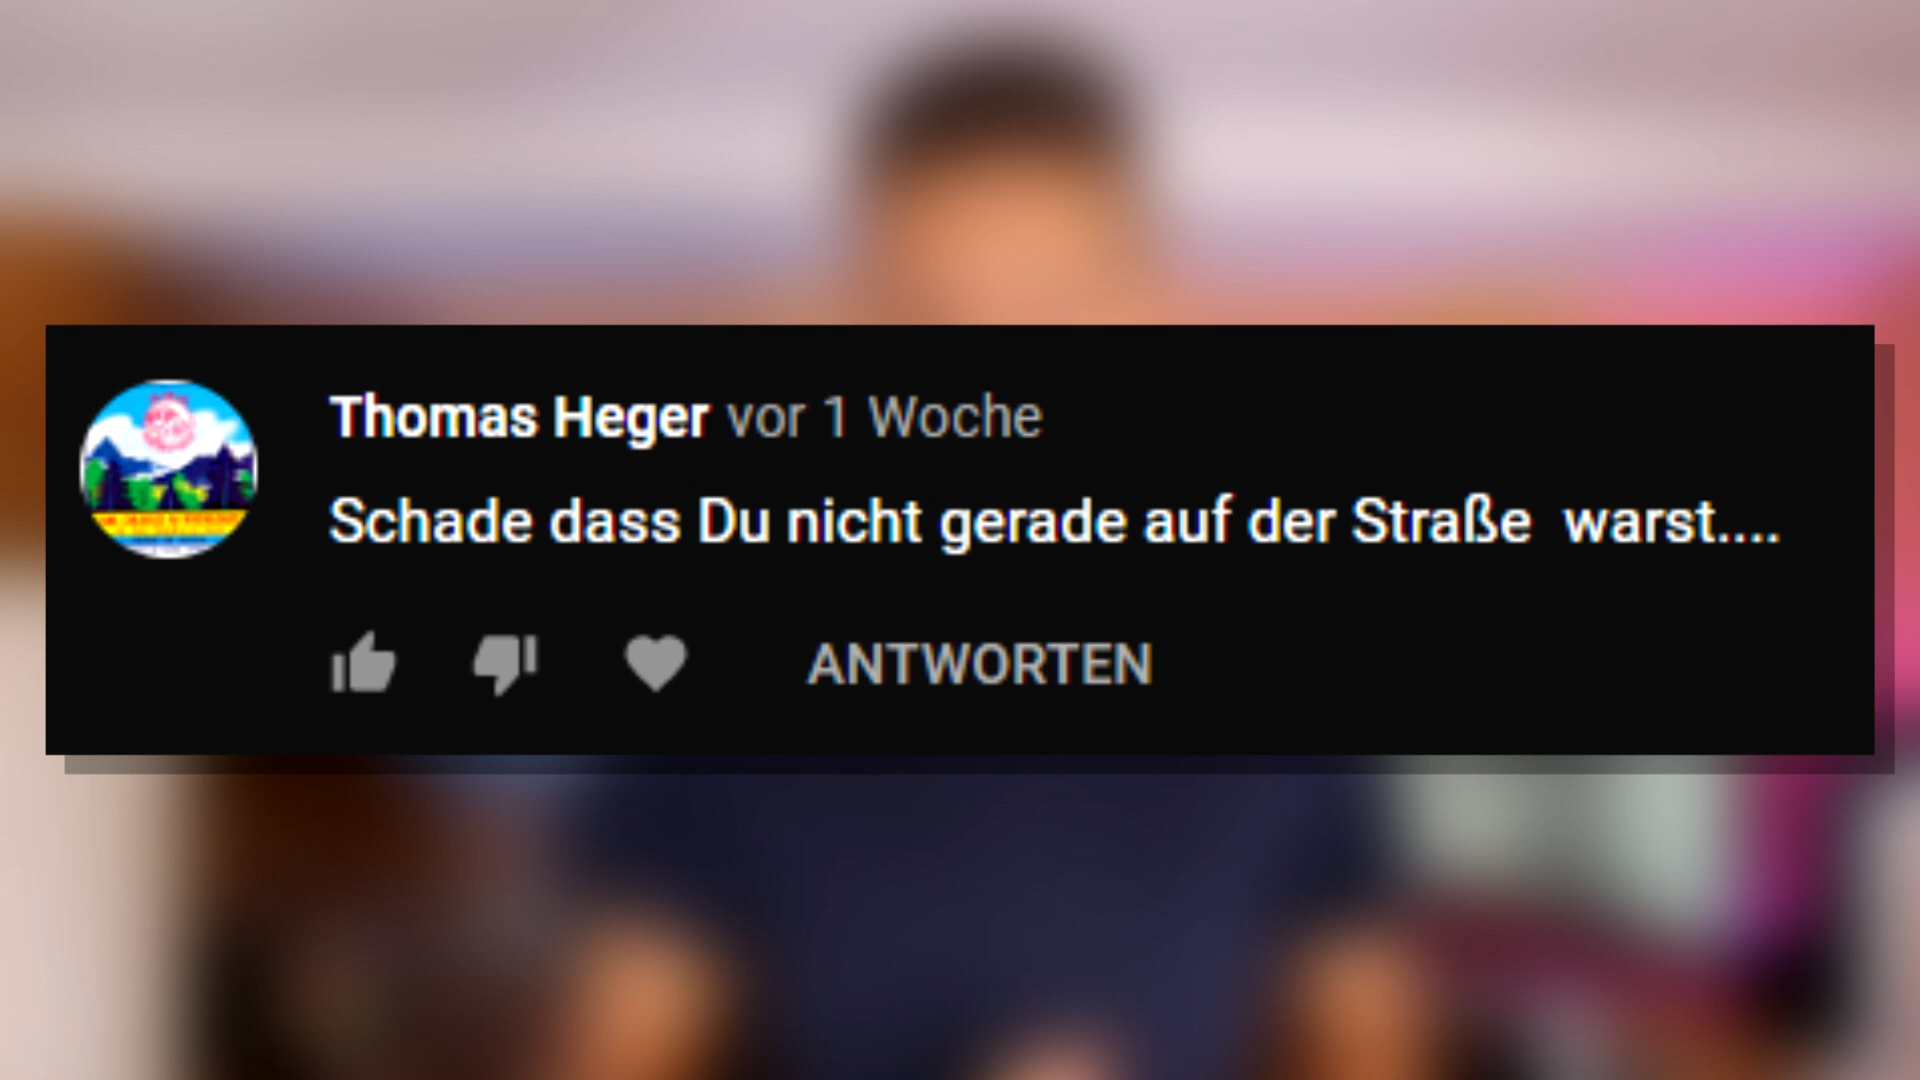 Thomas Heger vor 1 Woche
Schade dass Du nicht gerade auf der Straße  warst....
ANTWORTEN